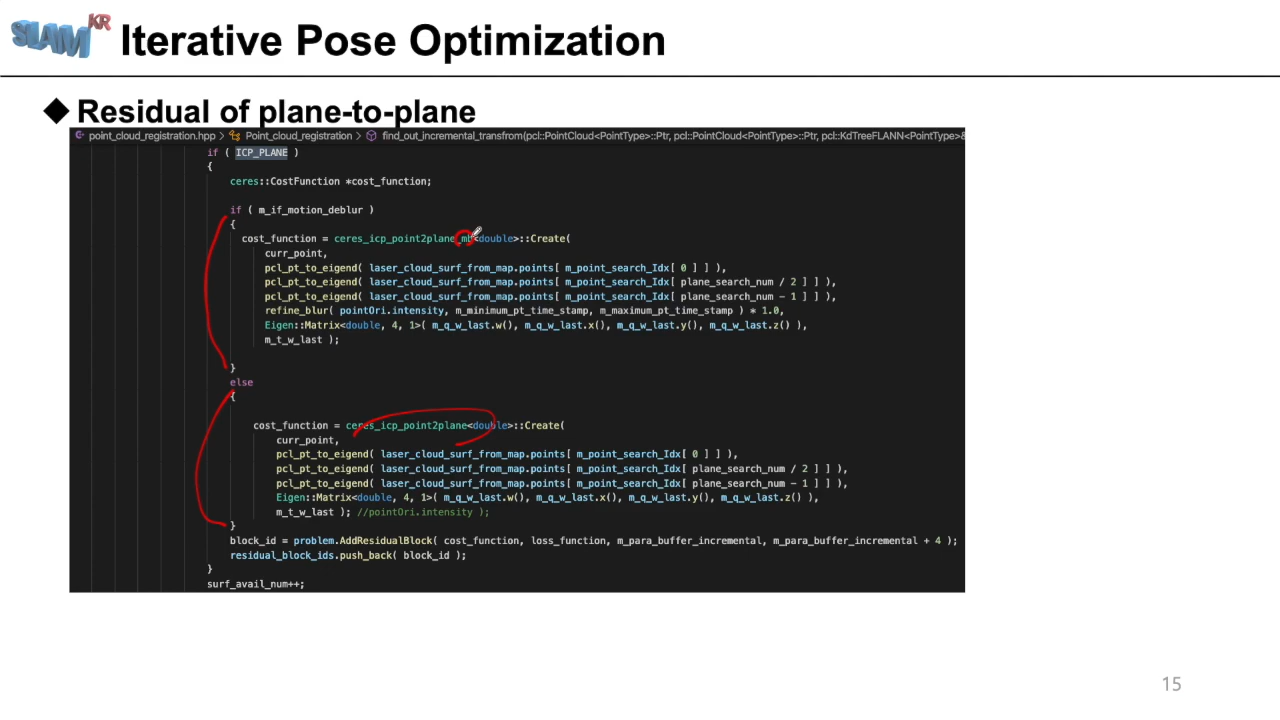 SLAM KR
Iterative Pose Optimization
Residual of plane-to-plane
point_cloud_registration.hpp > Point_cloud_registration > find_out_incremental_transfrom(pcl::PointCloud<PointType>::Ptr, pcl::PointCloud<PointType>::Ptr, pcl::KdTreeFLANN<PointType>&
if ( ICP_PLANE )
{
ceres::CostFunction *cost_function;
if ( m_if_motion_deblur )
{
cost_function = ceres_icp_point2plane_mb<double>::Create(
curr_point,
pcl_pt_to_eigend( laser_cloud_surf_from_map.points[ m_point_search_Idx[ 0 ] ] ),
pcl_pt_to_eigend( laser_cloud_surf_from_map.points[ m_point_search_Idx[ plane_search_num / 2 ] ] ),
pcl_pt_to_eigend( laser_cloud_surf_from_map.points[ m_point_search_Idx[ plane_search_num - 1 ] ] ),
refine_blur( pointOri.intensity, m_minimum_pt_time_stamp, m_maximum_pt_time_stamp ) * 1.0,
Eigen::Matrix<double, 4, 1>( m_q_w_last.w(), m_q_w_last.x(), m_q_w_last.y(), m_q_w_last.z() ),
m_t_w_last );
}
else
{
cost_function = ceres_icp_point2plane<double>::Create(
curr_point,
pcl_pt_to_eigend( laser_cloud_surf_from_map.points[ m_point_search_Idx[ 0 ] ] ),
pcl_pt_to_eigend( laser_cloud_surf_from_map.points[ m_point_search_Idx[ plane_search_num / 2 ] ] ),
pcl_pt_to_eigend( laser_cloud_surf_from_map.points[ m_point_search_Idx[ plane_search_num - 1 ] ] ),
Eigen::Matrix<double, 4, 1>( m_q_w_last.w(), m_q_w_last.x(), m_q_w_last.y(), m_q_w_last.z() ),
m_t_w_last ); //pointOri.intensity );
}
block_id = problem.AddResidualBlock( cost_function, loss_function, m_para_buffer_incremental, m_para_buffer_incremental + 4 );
residual_block_ids.push_back( block_id );
}
surf_avail_num++;
15